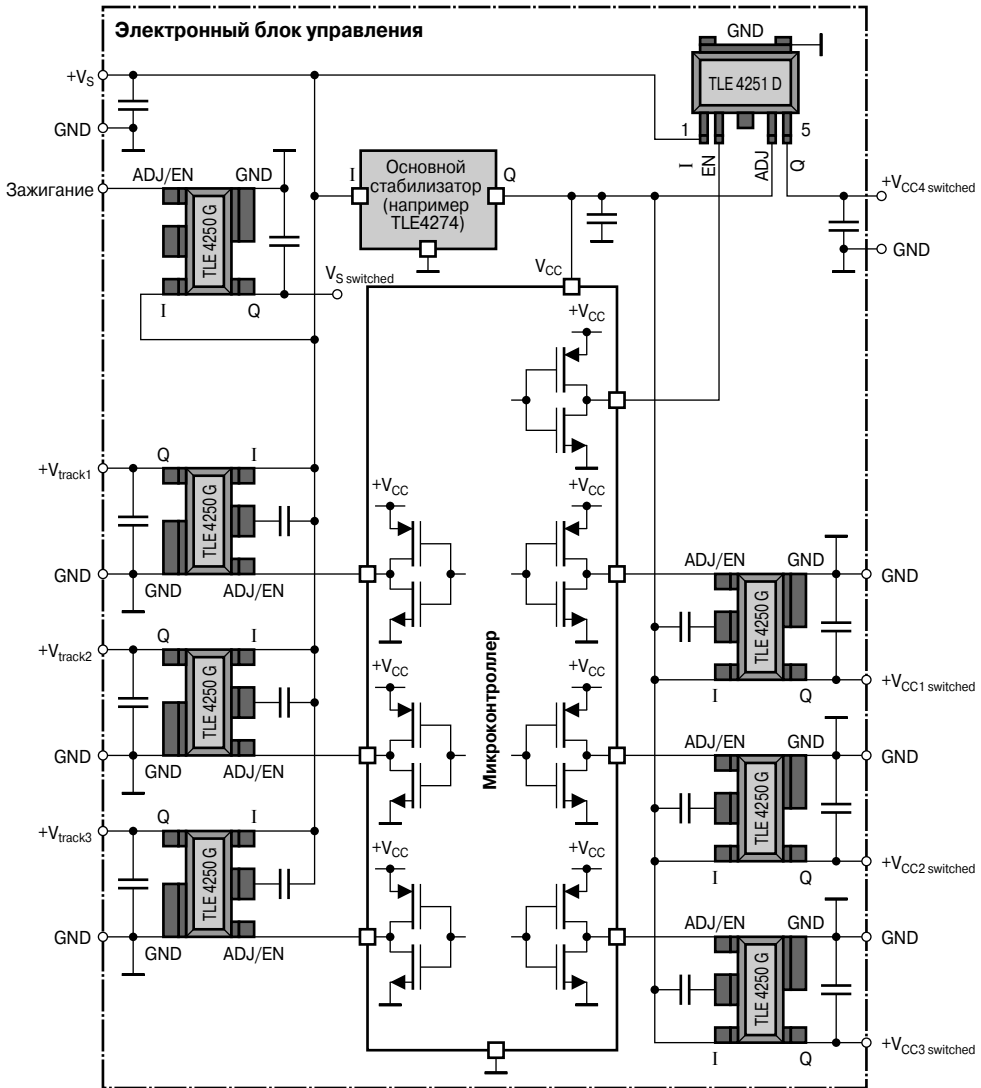 Электронный блок управления
+VS
GND
Зажигание
ADJ/EN
GND
TLE 4250 G
I
Q
VS switched
I
Основной
стабилизатор
(например
TLE4274)
Q
GND
TLE 4251 D
1
5
I
EN
ADJ
Q
+VCC4 switched
GND
VCC
+VCC
Микроконтроллер
+Vtrack1
Q
I
TLE 4250 G
GND
GND
ADJ/EN
+VCC
+VCC
ADJ/EN
GND
GND
TLE 4250 G
I
Q
+VCC1 switched
+Vtrack2
Q
I
TLE 4250 G
GND
GND
ADJ/EN
+VCC
+VCC
ADJ/EN
GND
GND
TLE 4250 G
I
Q
+VCC2 switched
+Vtrack3
Q
I
TLE 4250 G
GND
GND
ADJ/EN
+VCC
+VCC
ADJ/EN
GND
GND
TLE 4250 G
I
Q
+VCC3 switched